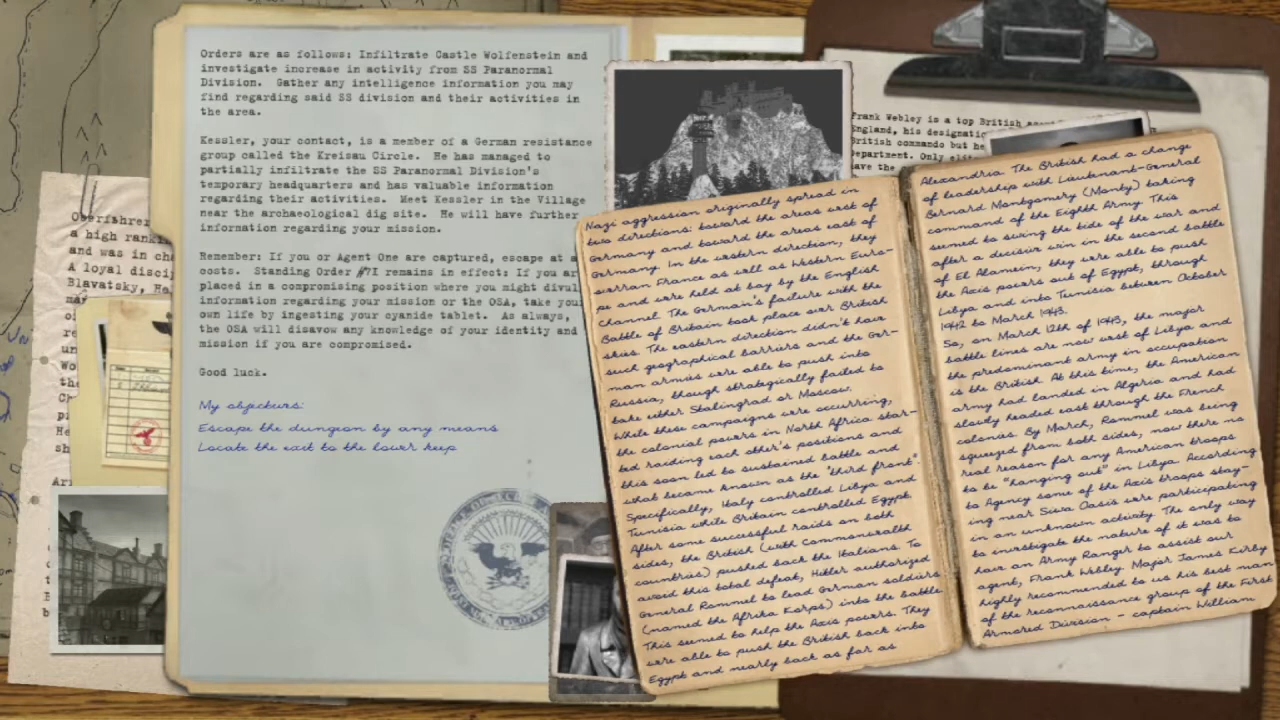 Orders are as follows: Infiltrate Castle Wolfenstein and
investigate increase in activity from SS Paranormal
Division. Gather any intelligence information you may
find regarding said SS division and their activities in
the area.
Kessler, your contact, is a member of a German resistance
group called the Kreisau Circle. He has managed to
partially infiltrate the SS Paranormal Division's
temporary headquarters and has valuable information
regarding their activities. Meet Kessler in the Village
near the archaeological dig site. He will have further
information regarding your mission.
Remember: If you or Agent One are captured, escape at a
costs. Standing Order #71 remains in effect: If you are
placed in a compromising position where you might divul
information regarding your mission or the OSA, take you
own life by ingesting your cyanide tablet. As always,
the OSA will disavow any knowledge of your identity and
mission if you are compromised.
Good luck.
My objectives:
Escape the dungeon by any means
Locate the exit to the lower keep
Oberfuhrer
a high ranki
and was in ch
A loyal discip
Blavatsky, He
Frank Webley is a top British
England, his designatio
British commando but he
Department. Only
have the
Nazi aggression originally spread in
two directions: toward the areas west of
Germany and toward the areas east of
Germany. In the western direction, they
overran France as well as Western Euro-
pe and were held at bay by the English
Channel. The German's failure with the
Battle of Britain took place over British
skies. The eastern direction didn't have
such geographical barriers and the Ger-
man armies were able to push into
Russia, though strategically failed to
take either Stalingrad or Moscow.
While these campaigns were occurring,
the colonial powers in North Africa star-
ted raiding each other's positions and
this soon led to sustained battle and
what became known as the "third front".
Specifically, Italy controlled Libya and
Tunisia while Britain controlled Egypt.
After some successful raids on both
sides, the British (with Commonwealth
countries) pushed back the Italians. To
avoid this total defeat, Hitler authorized
General Rommel to lead German soldiers
(named the Afrika Korps) into the battle
This seemed to help the Axis powers. They
were able to push the British back into
Egypt and nearly back as far as
Alexandria. The British had a change
of leadership with Lieutenant-General
Bernard Montgomery (Monty) taking
command of the Eighth Army This
seemed to swing the tide of the war and
after a decisive win in the second battle
of El Alamein, they were able to push
the Axis powers out of Egypt, through
Libya and into Tunisia between October
1942 to March 1943.
So, on March 12th of 1943, the major
battle lines are now west of Libya and
the predominant army in occupation
is the British. At this time, the American
army had landed in Algeria and had
slowly headed east through the French
colonies. By March, Rommel was being
squeezed from both sides, now there no
real reason for any American troops
to be "hanging out" in Libya. According
to Agency some of the Axis troops stay-
ing near Siwa Oasis were participating
in an unknown activity. The only way
to investigate the nature of it was to
have an Army Ranger to assist our
agent, Frank Webley. Major James Kirby
highly recommended to us his best man
of the reconnaissance group of the First
Armored Division - captain William